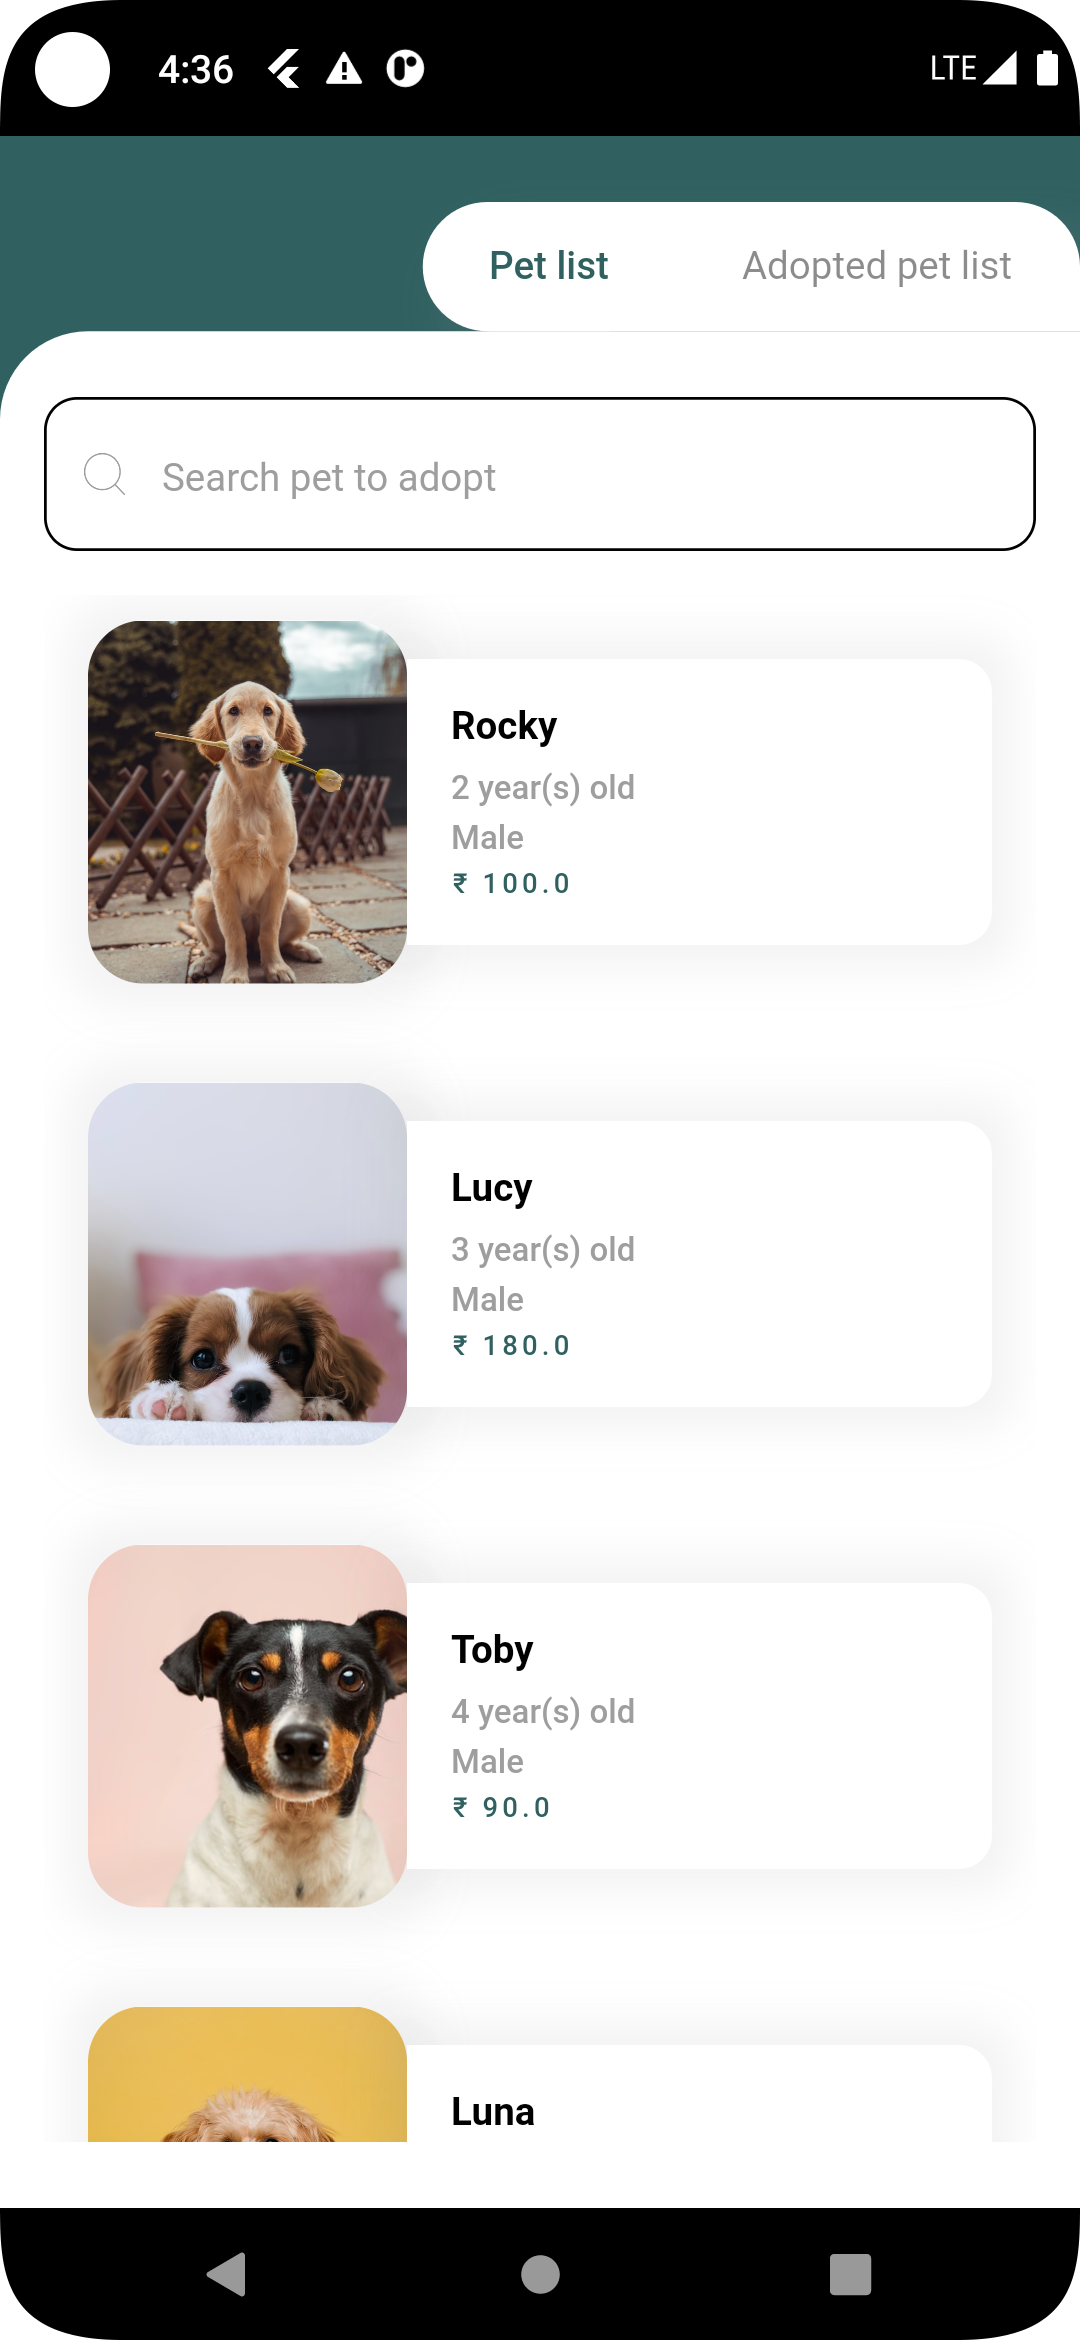 4:36
LTE
Pet list
Adopted pet list
Search pet to adopt
Rocky
2 year(s) old
Male
₹ 100.0
Lucy
3 year(s) old
Male
₹ 180.0
Toby
4 year(s) old
Male
₹ 90.0
Luna